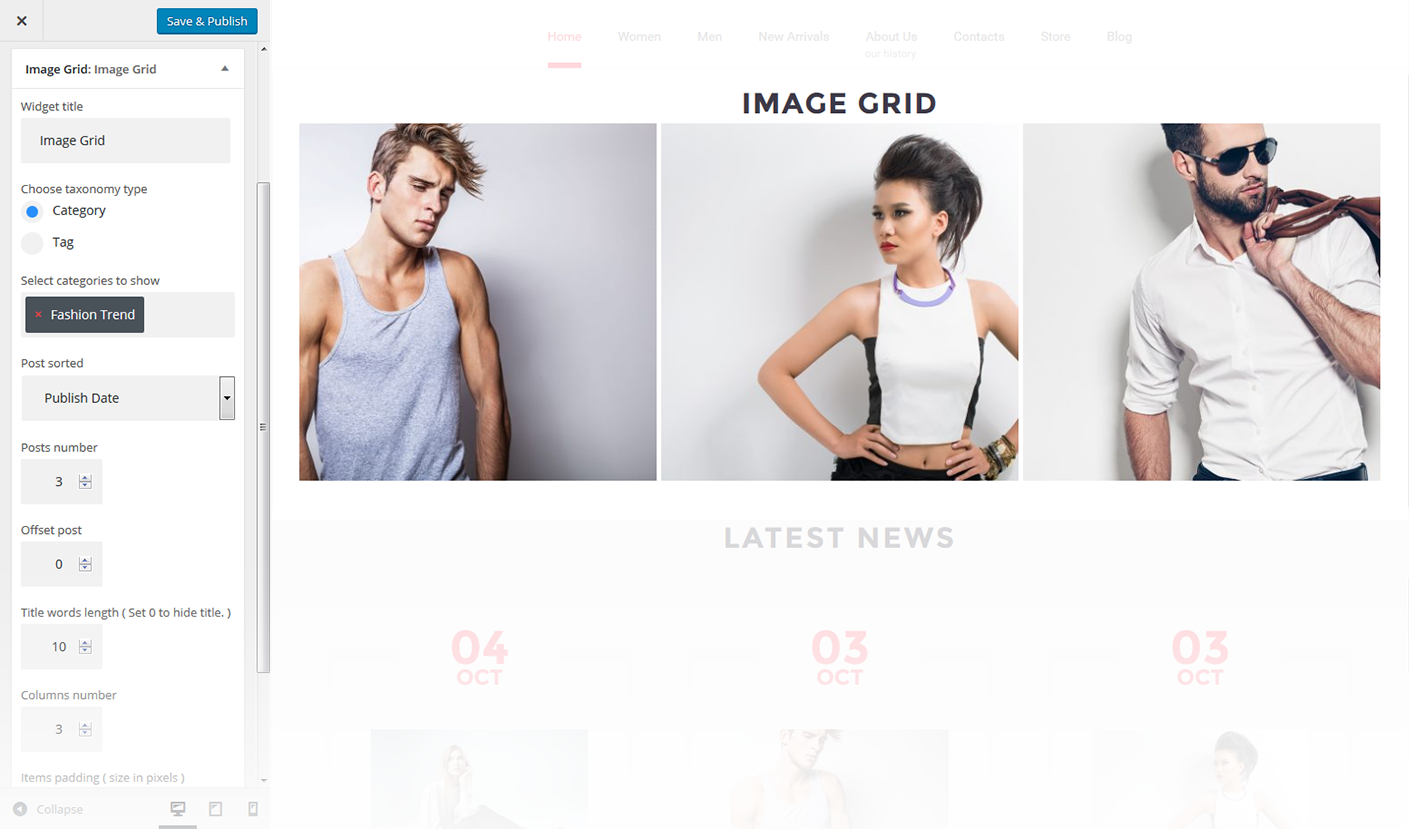 Save & Publish
Image Grid: Image Grid
Widget title
Image Grid
Choose taxonomy type
Category
Tag
Select categories to show
× Fashion Trend
Post sorted
Publish Date
Posts number
3
Offset post
0
Title words length ( Set 0 to hide title. )
10
Columns number
3
Items padding ( size in pixels )
Collapse
Home Women Men New Arrivals About Us Contacts Store Blog
our history
IMAGE GRID
LATEST NEWS
04 03 03
OCT OCT OCT